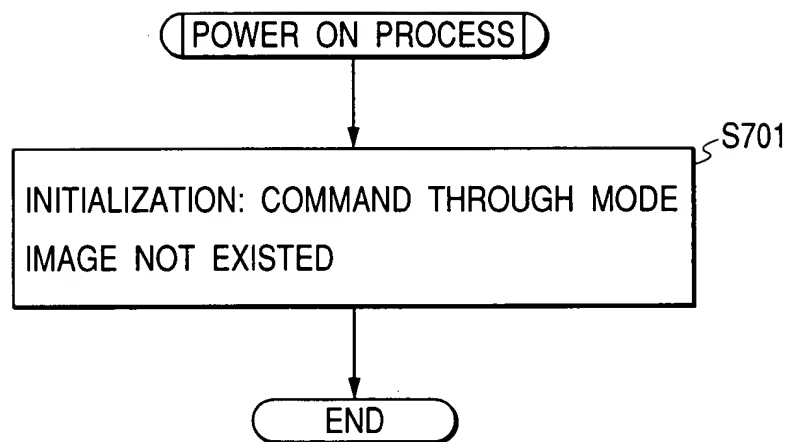 POWER ON PROCESS
S701
INITIALIZATION: COMMAND THROUGH MODE
IMAGE NOT EXISTED
END